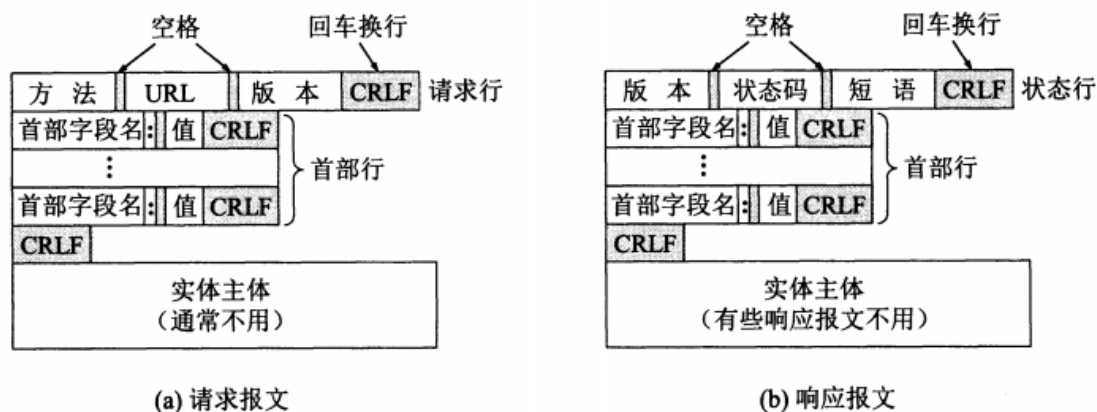 空格 回车换行
方 法 URL 版 本 CRLF 请求行
首部字段名: 值 CRLF
⋮
首部行
首部字段名: 值 CRLF
CRLF
实体主体
（通常不用）
(a) 请求报文
空格 回车换行
版 本 状态码 短 语 CRLF 状态行
首部字段名: 值 CRLF
⋮
首部行
首部字段名: 值 CRLF
CRLF
实体主体
（有些响应报文不用）
(b) 响应报文